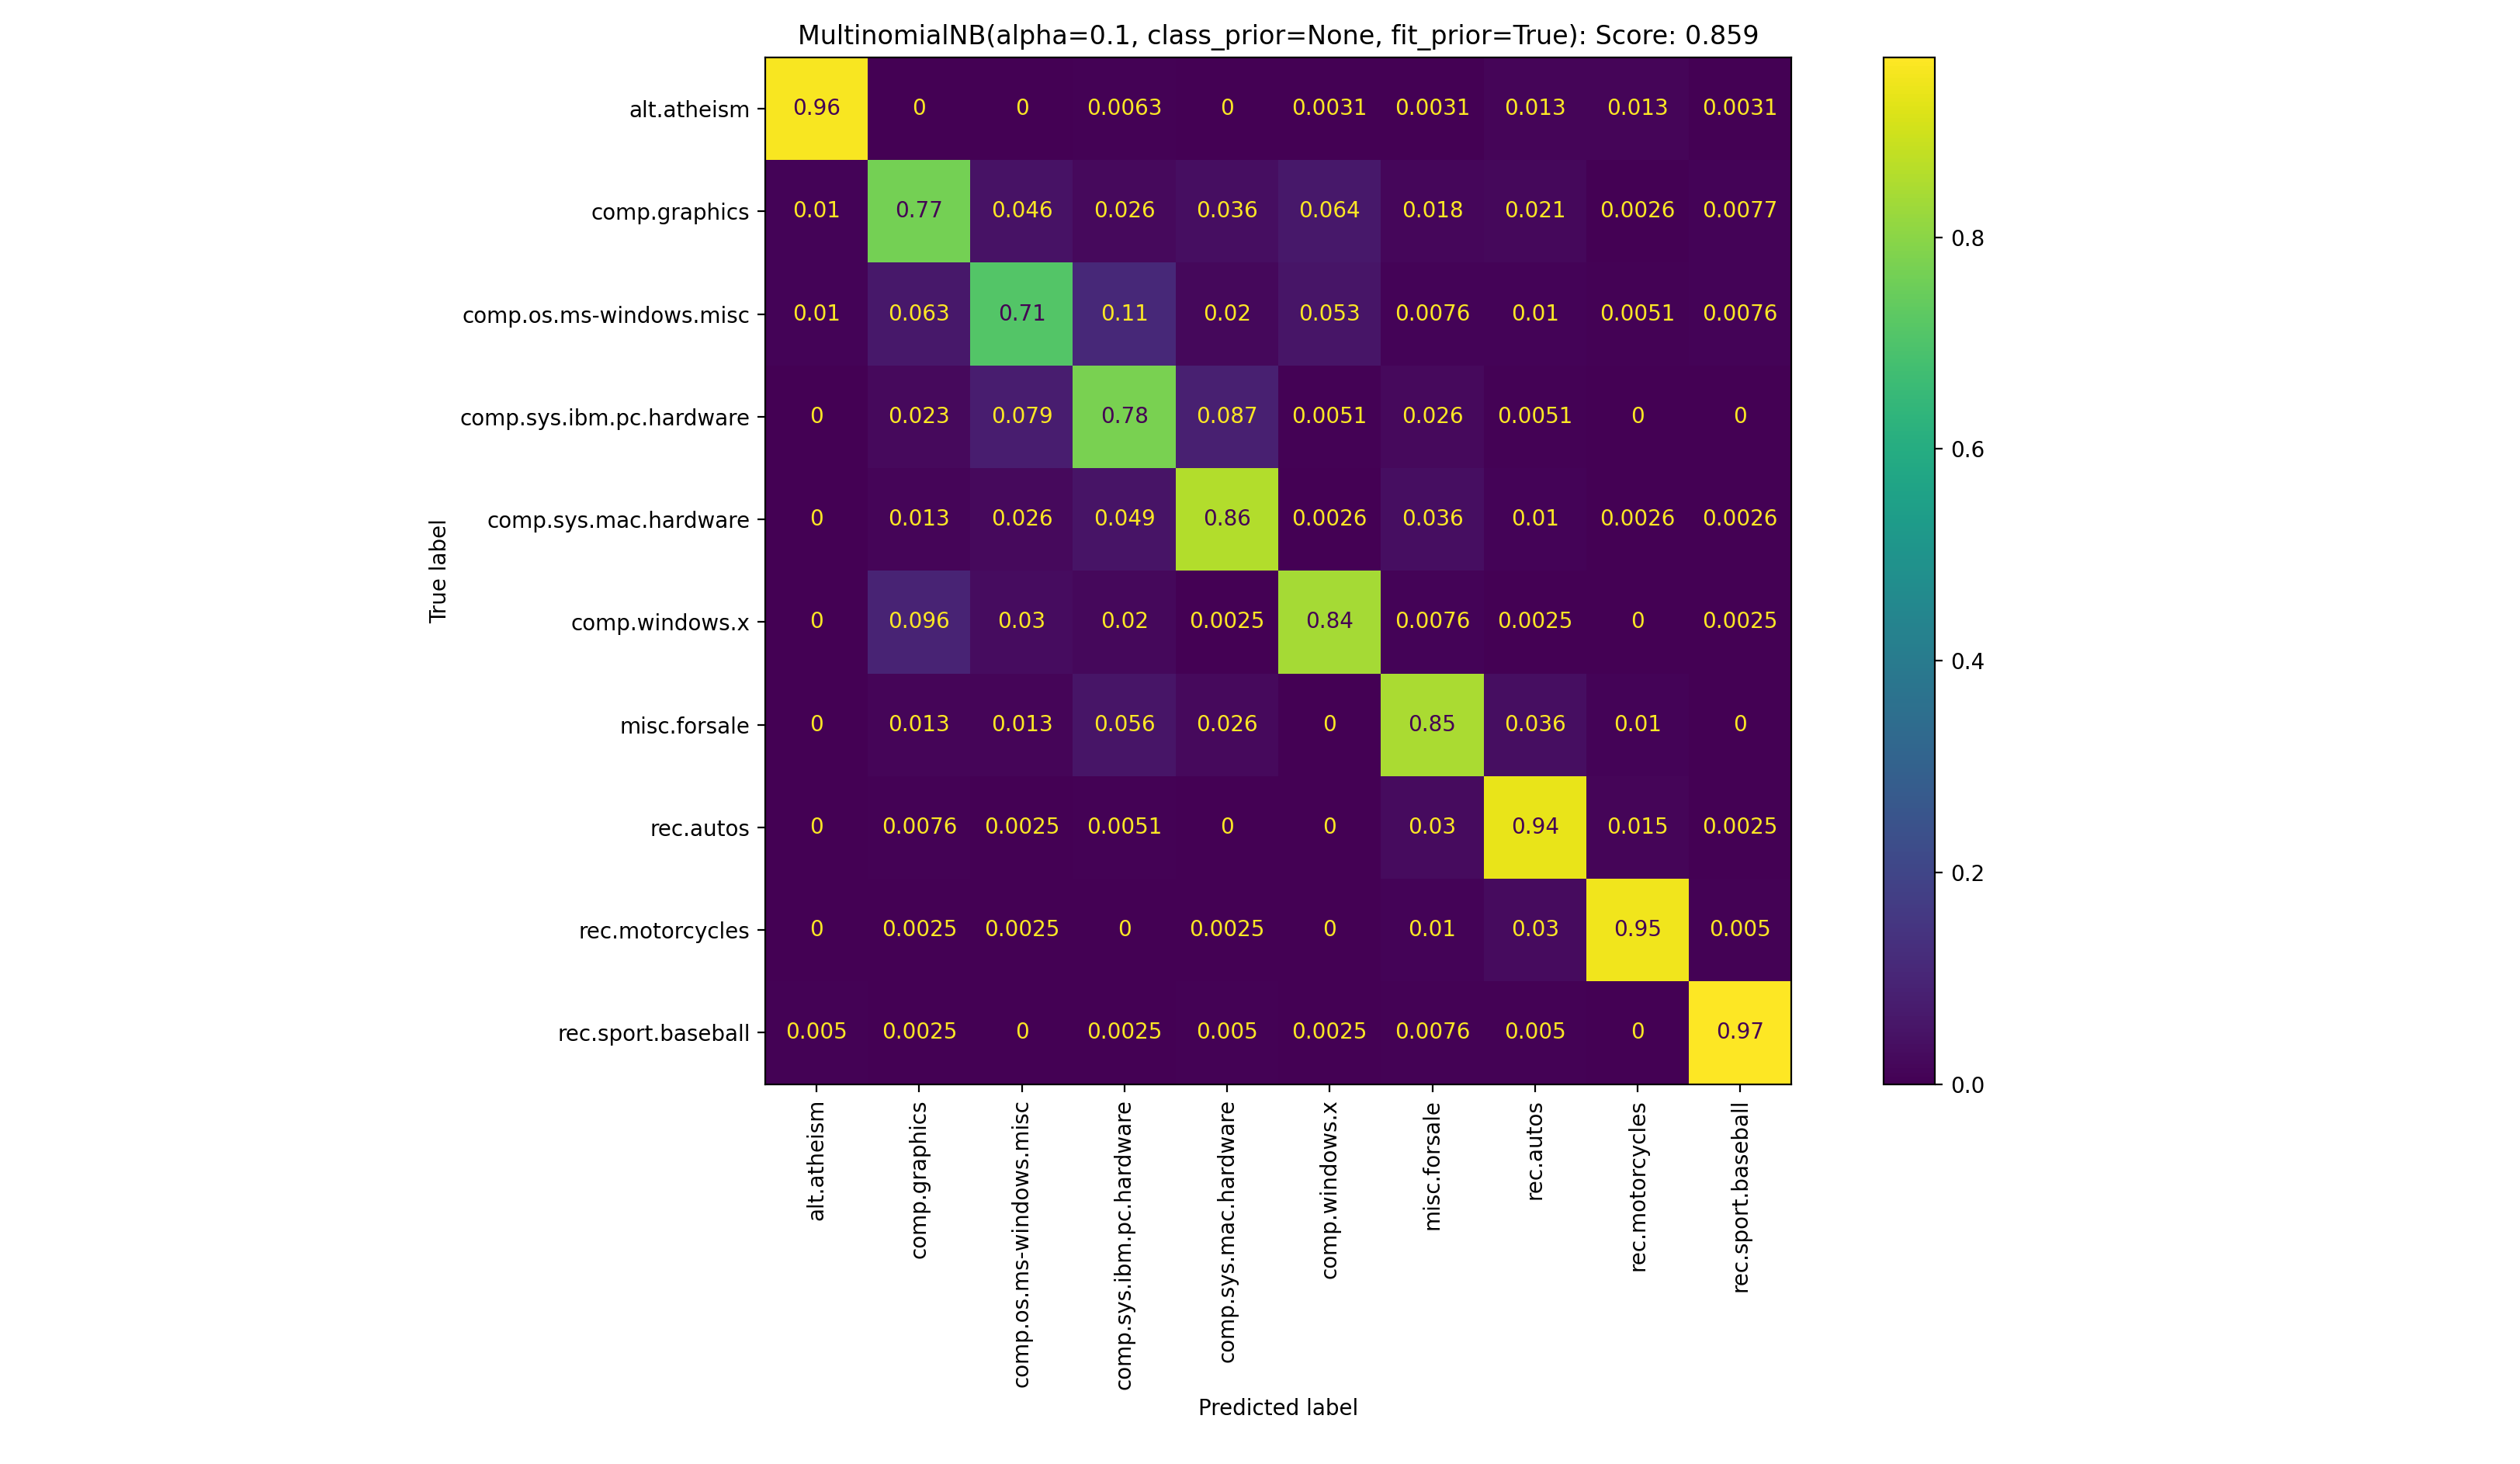 MultinomialNB(alpha=0.1, class_prior=None, fit_prior=True): Score: 0.859
True label
alt.atheism 0.96 0 0 0.0063 0 0.0031 0.0031 0.013 0.013 0.0031
comp.graphics 0.01 0.77 0.046 0.026 0.036 0.064 0.018 0.021 0.0026 0.0077
comp.os.ms-windows.misc 0.01 0.063 0.71 0.11 0.02 0.053 0.0076 0.01 0.0051 0.0076
comp.sys.ibm.pc.hardware 0 0.023 0.079 0.78 0.087 0.0051 0.026 0.0051 0 0
comp.sys.mac.hardware 0 0.013 0.026 0.049 0.86 0.0026 0.036 0.01 0.0026 0.0026
comp.windows.x 0 0.096 0.03 0.02 0.0025 0.84 0.0076 0.0025 0 0.0025
misc.forsale 0 0.013 0.013 0.056 0.026 0 0.85 0.036 0.01 0
rec.autos 0 0.0076 0.0025 0.0051 0 0 0.03 0.94 0.015 0.0025
rec.motorcycles 0 0.0025 0.0025 0 0.0025 0 0.01 0.03 0.95 0.005
rec.sport.baseball 0.005 0.0025 0 0.0025 0.005 0.0025 0.0076 0.005 0 0.97
alt.atheism
comp.graphics
comp.os.ms-windows.misc
comp.sys.ibm.pc.hardware
comp.sys.mac.hardware
comp.windows.x
misc.forsale
rec.autos
rec.motorcycles
rec.sport.baseball
Predicted label
0.8
0.6
0.4
0.2
0.0